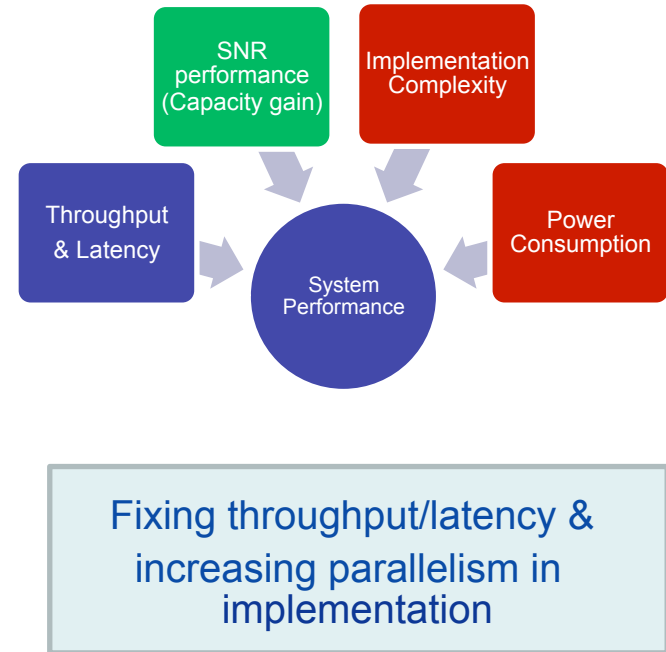 SNR
performance
(Capacity gain)
Implementation
Complexity
Throughput
& Latency
Power
Consumption
System
Performance
Fixing throughput/latency &
increasing parallelism in
implementation